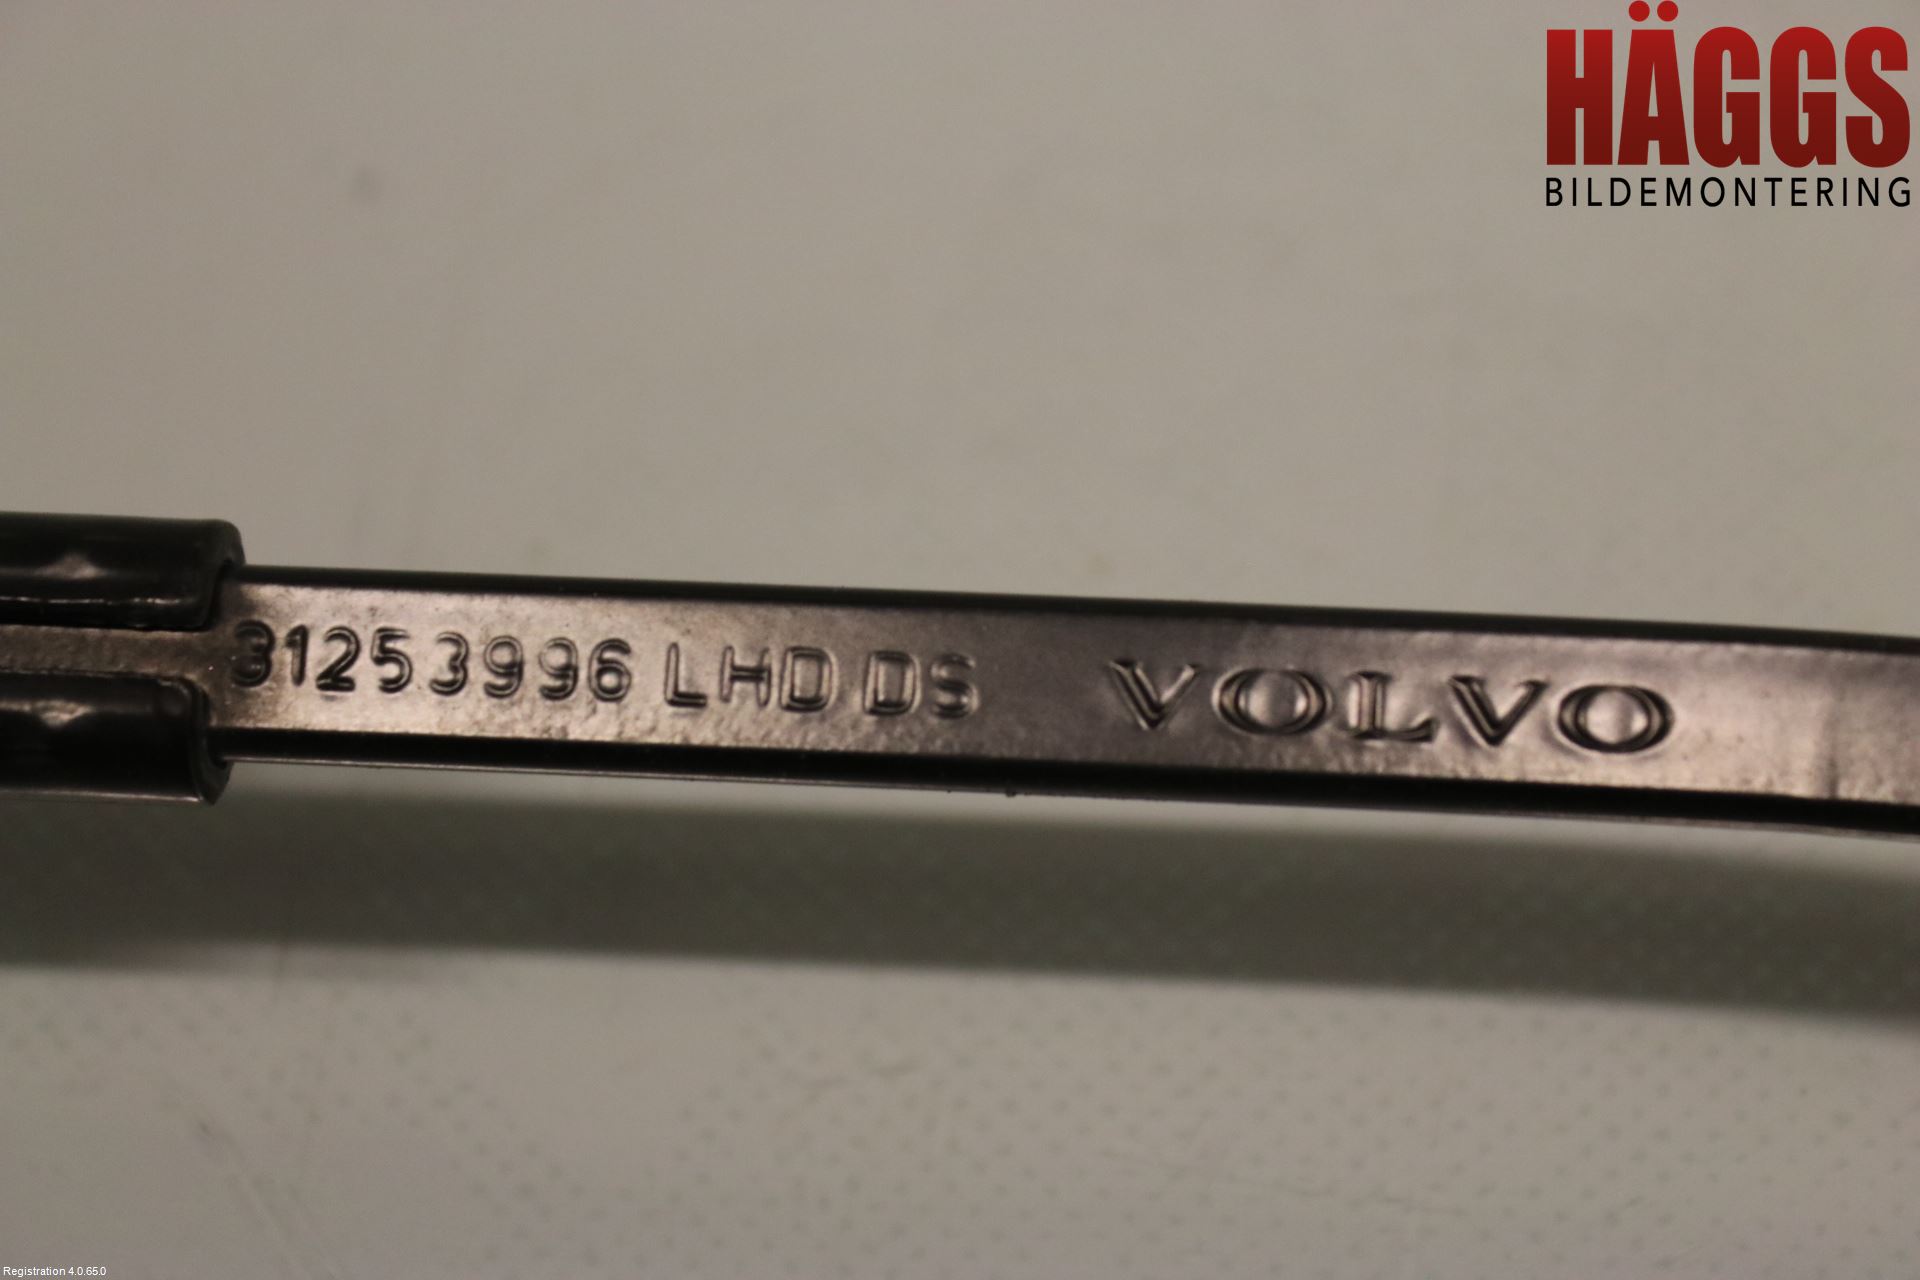 HÄGGS
BILDEMONTERING
31253996 LHD DS VOLVO
Registration 4.0.65.0